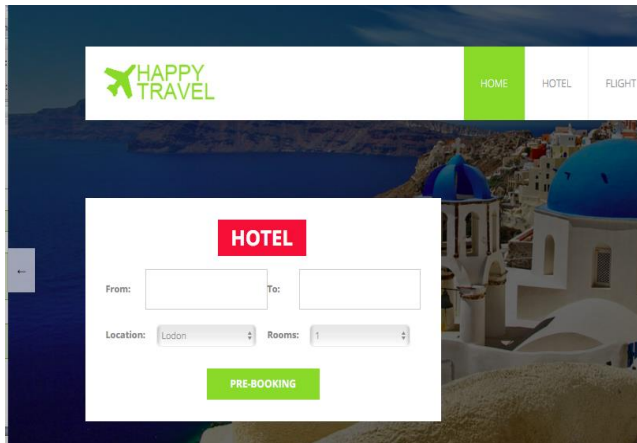 HAPPY
TRAVEL
HOME HOTEL FLIGHT
HOTEL
From: To:
Location: Lodon Rooms: 1
PRE-BOOKING